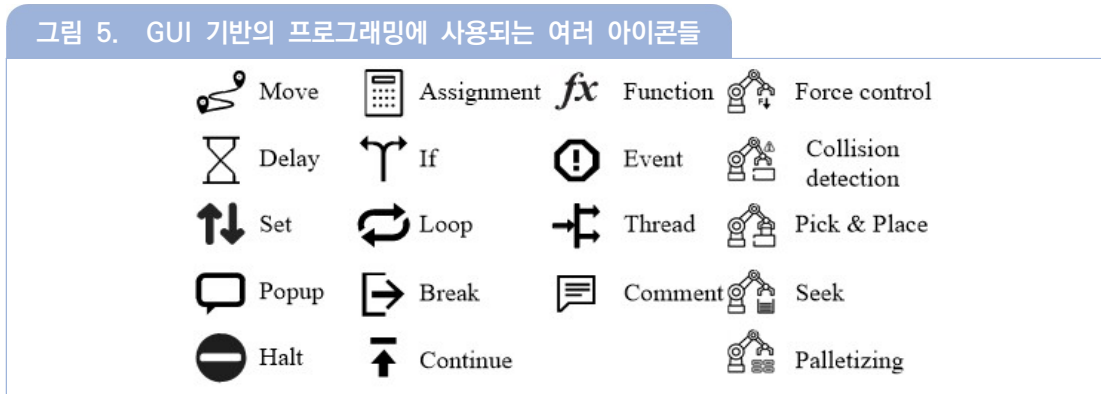 그림 5. GUI 기반의 프로그래밍에 사용되는 여러 아이콘들
Move Assignment fx Function Force control
Delay If Event Collision
detection
Set Loop Thread Pick & Place
Popup Break Comment Seek
Halt Continue Palletizing